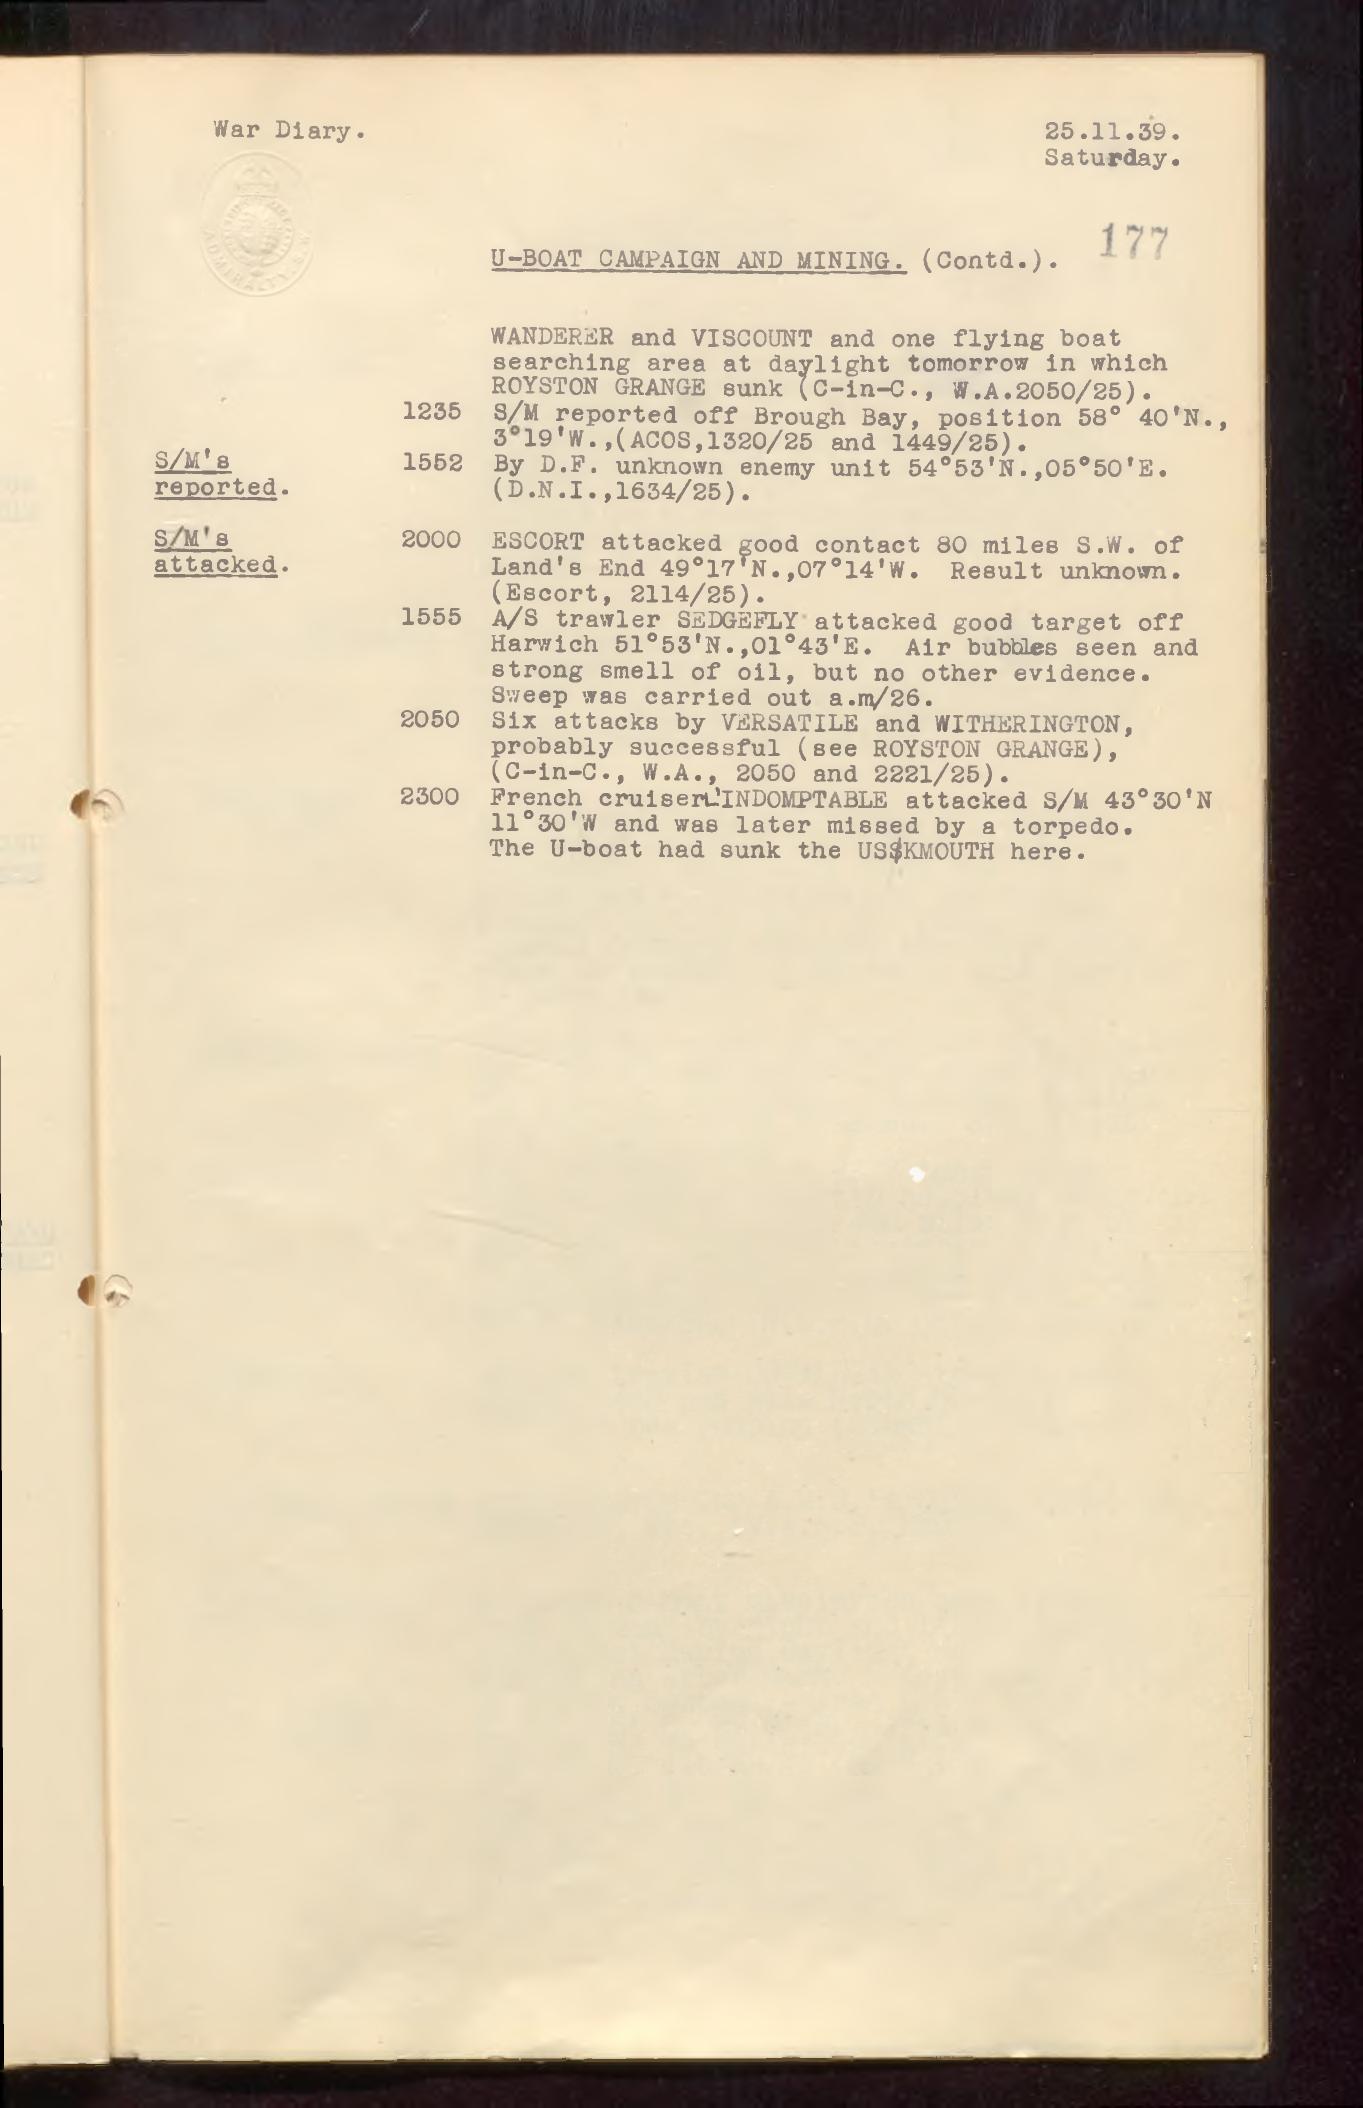 War Diary.
25.11.39.
Saturday.
177
U-BOAT CAMPAIGN AND MINING. (Contd.).
WANDERER and VISCOUNT and one flying boat
searching area at daylight tomorrow in which
ROYSTON GRANGE sunk (C-in-C., W.A.2050/25).
1235 S/M reported off Brough Bay, position 58° 40'N.,
3°19'W.,(ACOS,1320/25 and 1449/25).
S/M's
reported.
1552 By D.F. unknown enemy unit 54°53'N.,05°50'E.
(D.N.I.,1634/25).
S/M's
attacked.
2000 ESCORT attacked good contact 80 miles S.W. of
Land's End 49°17'N.,07°14'W. Result unknown.
(Escort, 2114/25).
1555 A/S trawler SEDGEFLY attacked good target off
Harwich 51°53'N.,01°43'E. Air bubbles seen and
strong smell of oil, but no other evidence.
Sweep was carried out a.m/26.
2050 Six attacks by VERSATILE and WITHERINGTON,
probably successful (see ROYSTON GRANGE),
(C-in-C., W.A., 2050 and 2221/25).
2300 French cruiser L'INDOMPTABLE attacked S/M 43°30'N
11°30'W and was later missed by a torpedo.
The U-boat had sunk the USKMOUTH here.
ADMIRALTY.S.W